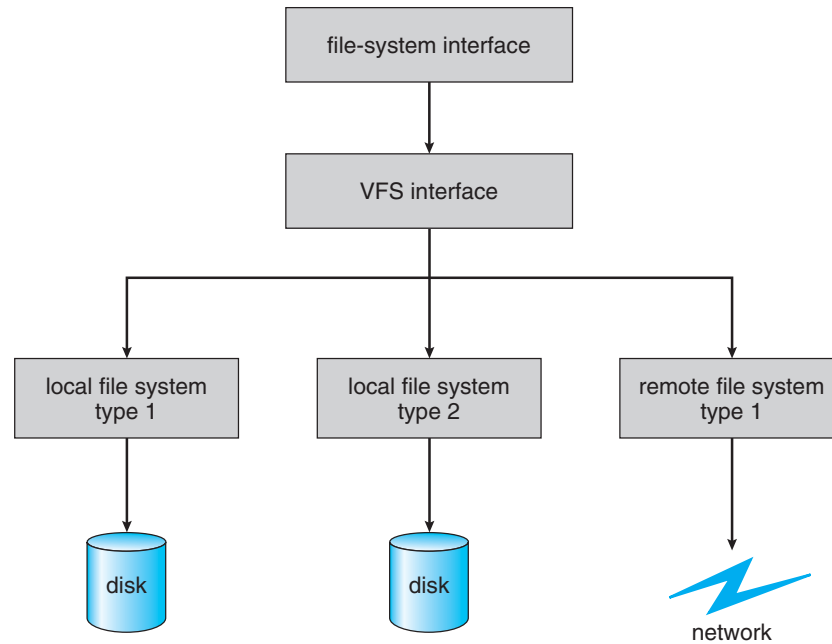 file-system interface
VFS interface
local file system
type 1
local file system
type 2
remote file system
type 1
disk
disk
network